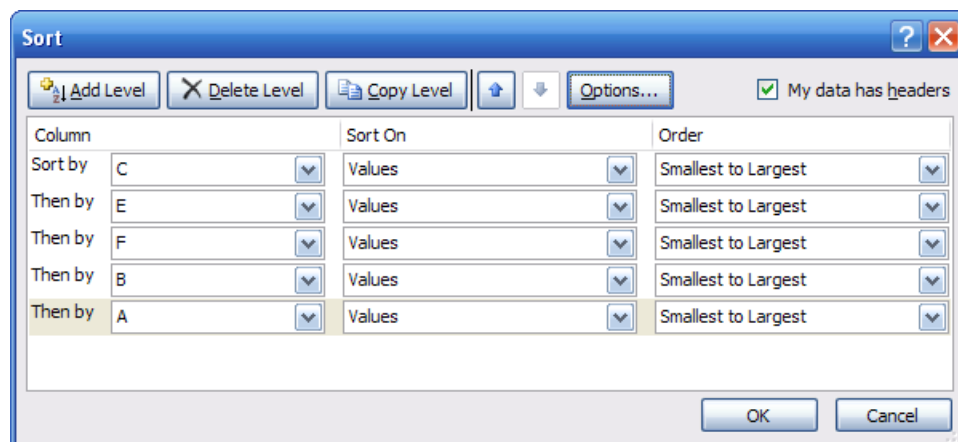 Sort
Add Level Delete Level Copy Level Options... My data has headers
Column Sort On Order
Sort by C Values Smallest to Largest
Then by E Values Smallest to Largest
Then by F Values Smallest to Largest
Then by B Values Smallest to Largest
Then by A Values Smallest to Largest
OK Cancel